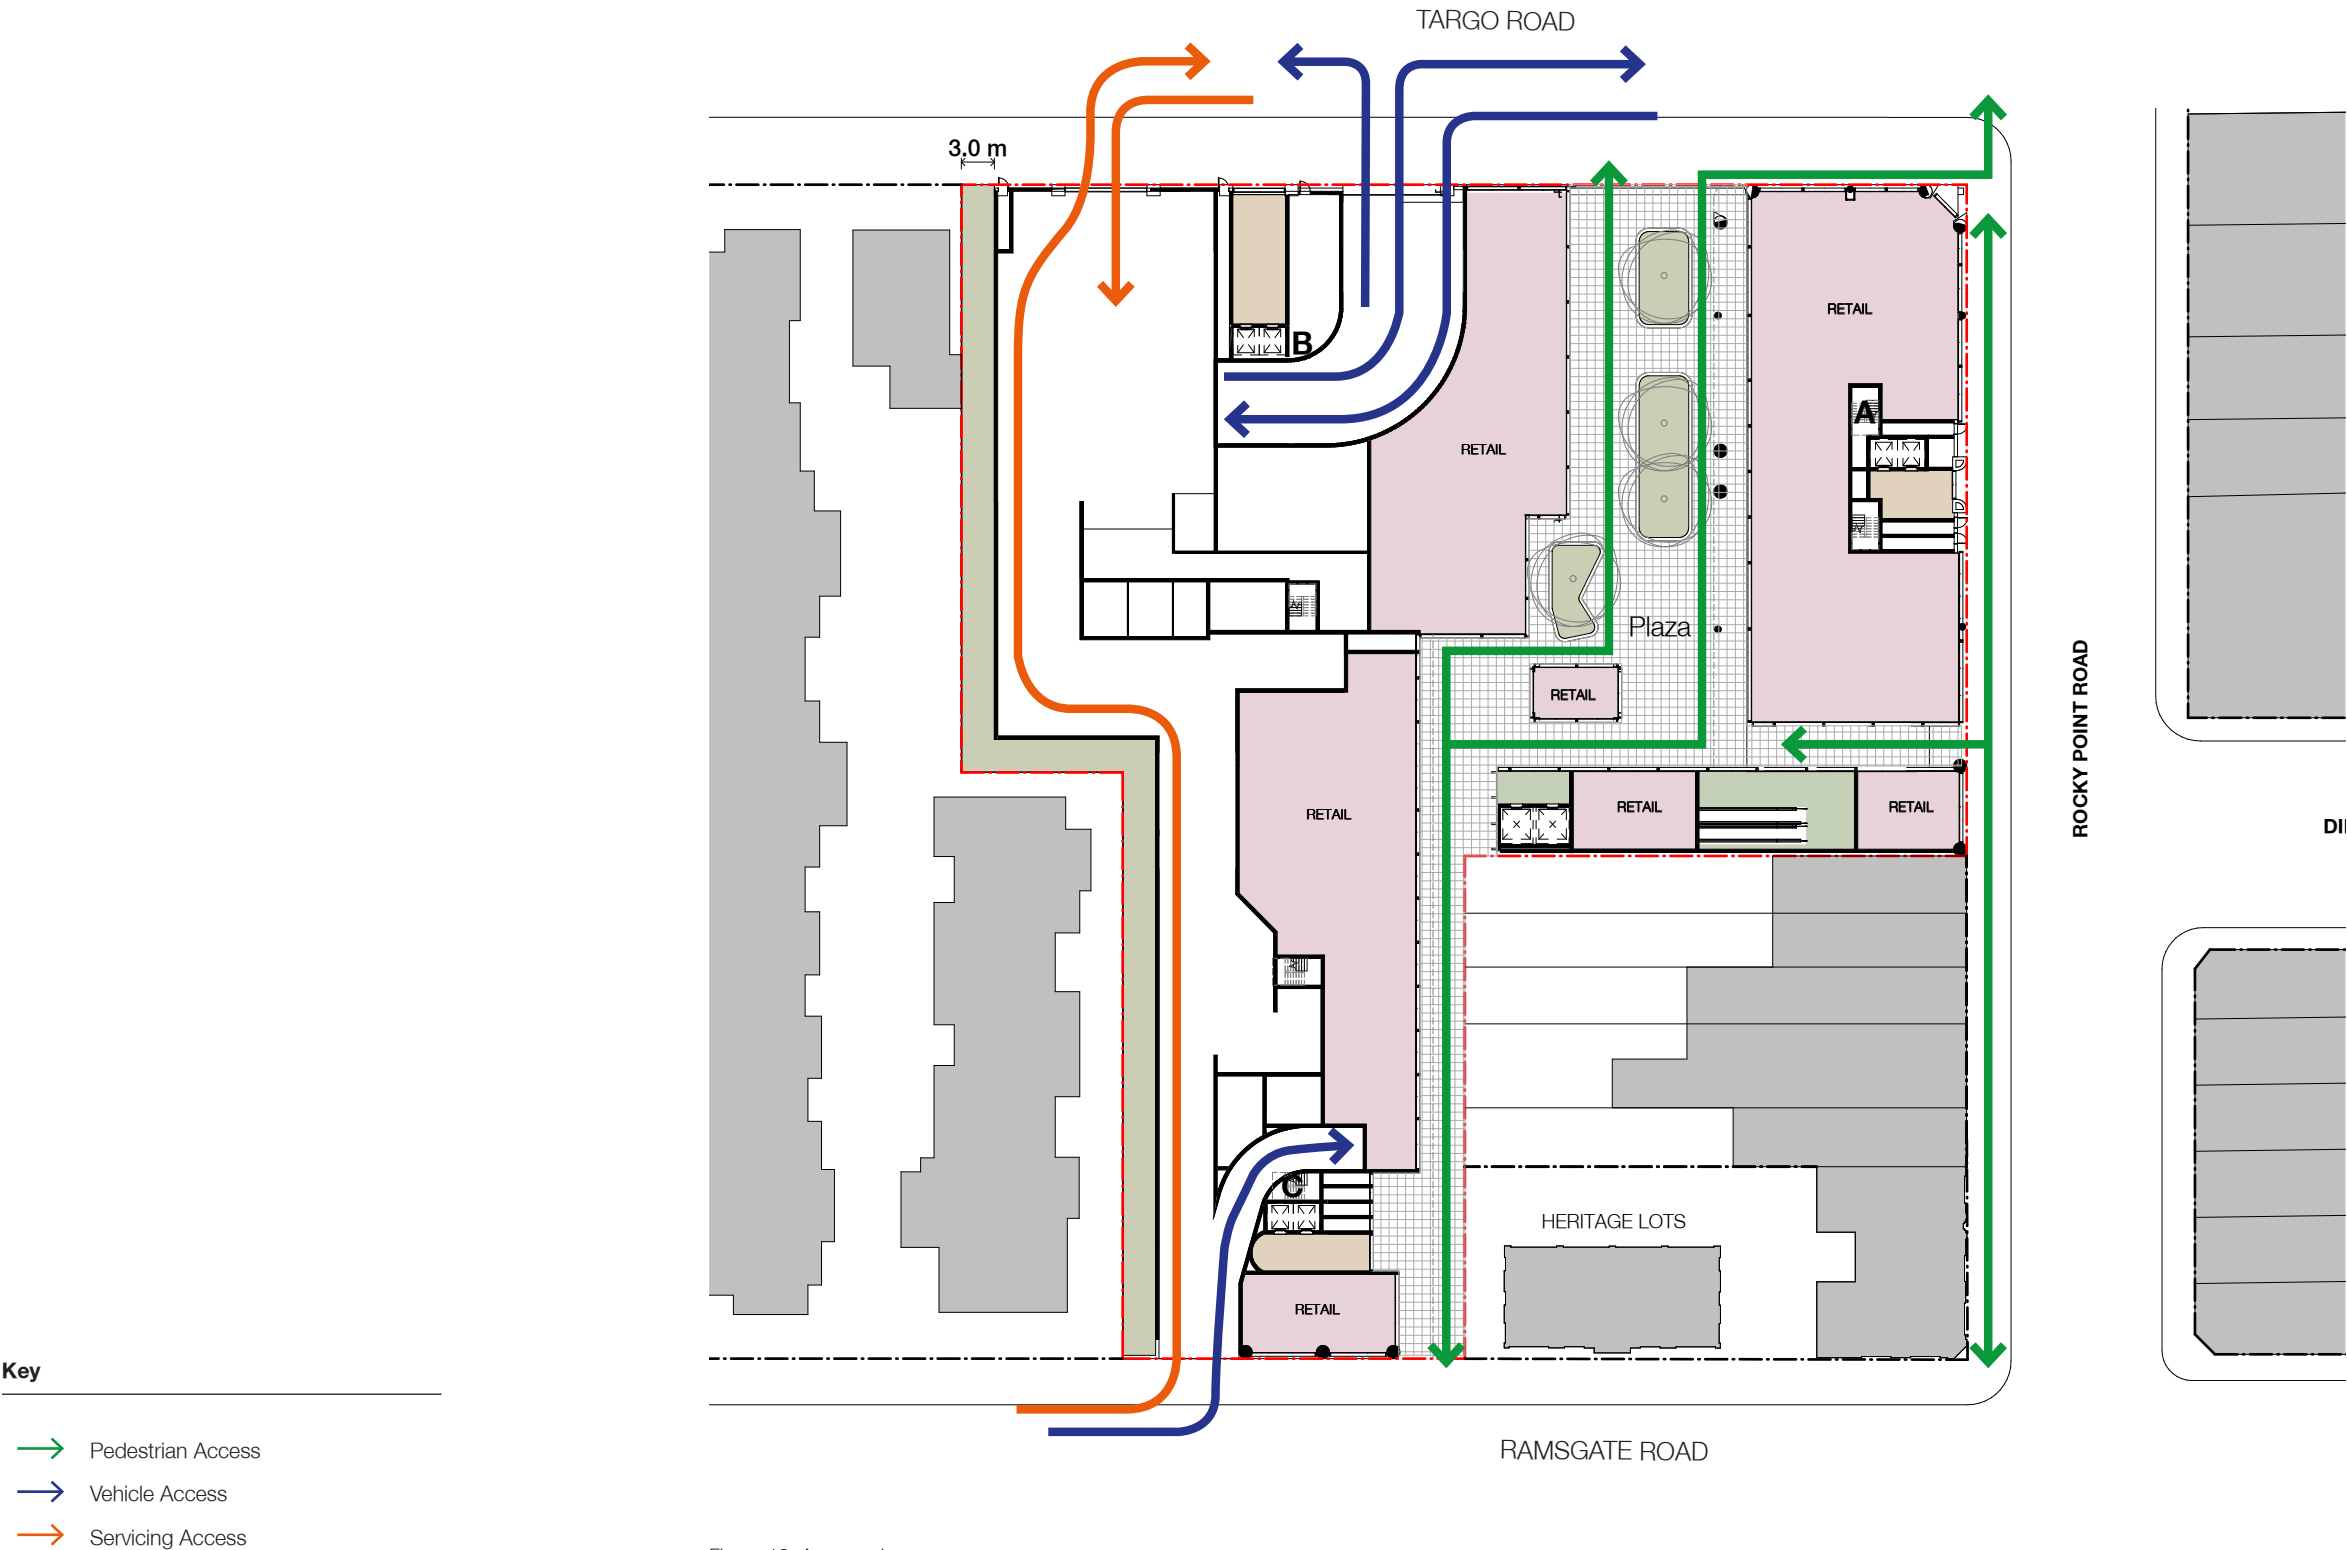 TARGO ROAD
3.0 m
B
RETAIL
A
RETAIL
Plaza
RETAIL
ROCKY POINT ROAD
RETAIL
RETAIL
RETAIL
C
HERITAGE LOTS
RETAIL
Key
RAMSGATE ROAD
Pedestrian Access
Vehicle Access
Servicing Access